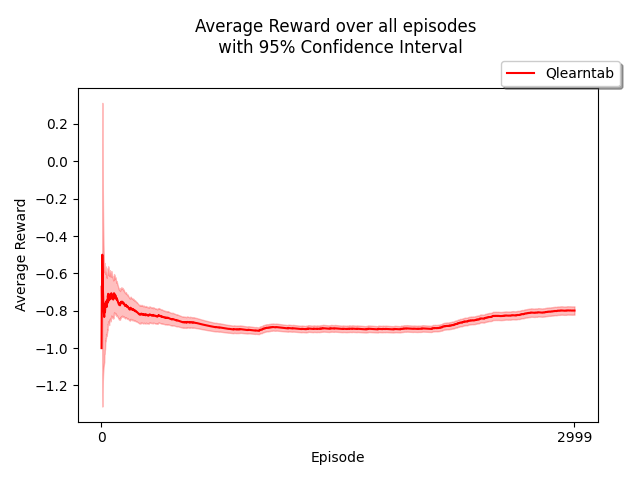 Average Reward over all episodes
with 95% Confidence Interval
Qlearntab
0.2
0.0
−0.2
−0.4
−0.6
−0.8
−1.0
−1.2
Average Reward
0
2999
Episode